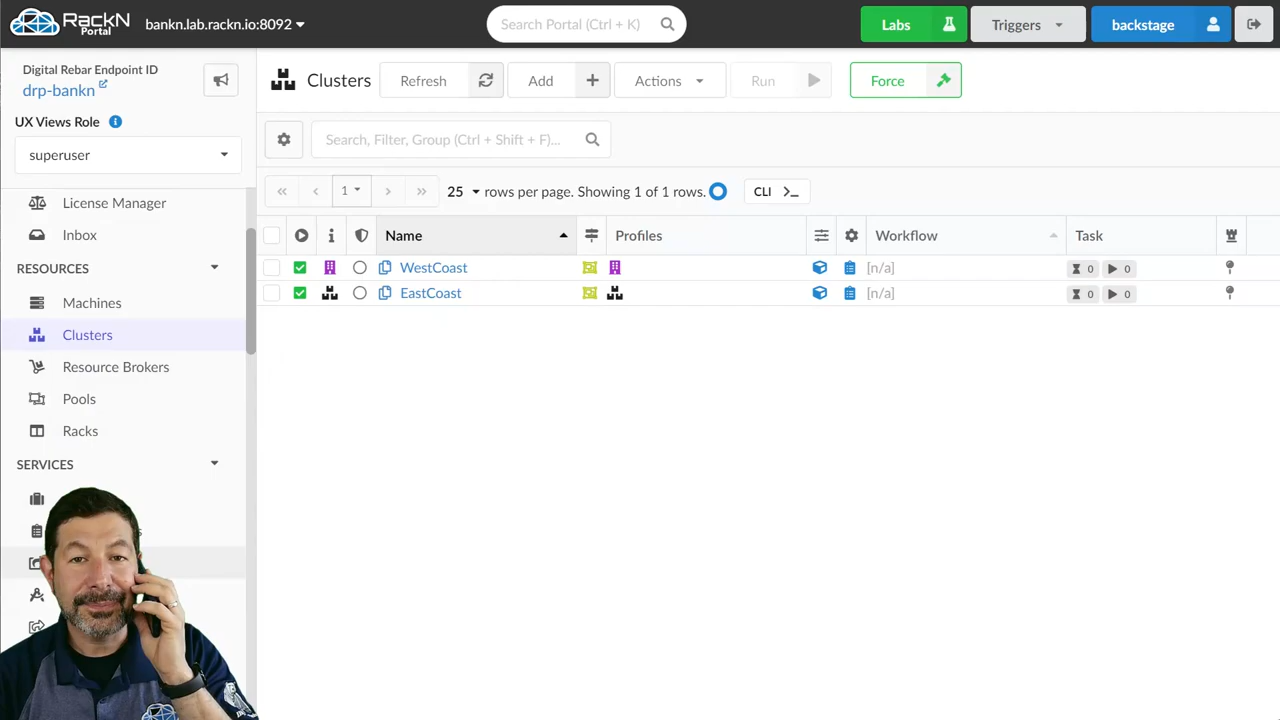 RackN
Portal
bankn.lab.rackn.io:8092
Search Portal (Ctrl + K)
Labs
Triggers
backstage
Digital Rebar Endpoint ID
drp-bankn
UX Views Role
superuser
License Manager
Inbox
RESOURCES
Machines
Clusters
Resource Brokers
Pools
Racks
SERVICES
Clusters
Refresh
Add
Actions
Run
Force
Search, Filter, Group (Ctrl + Shift + F)...
1
25 rows per page. Showing 1 of 1 rows.
CLI
Name
Profiles
Workflow
Task
WestCoast
[n/a]
0
0
EastCoast
[n/a]
0
0